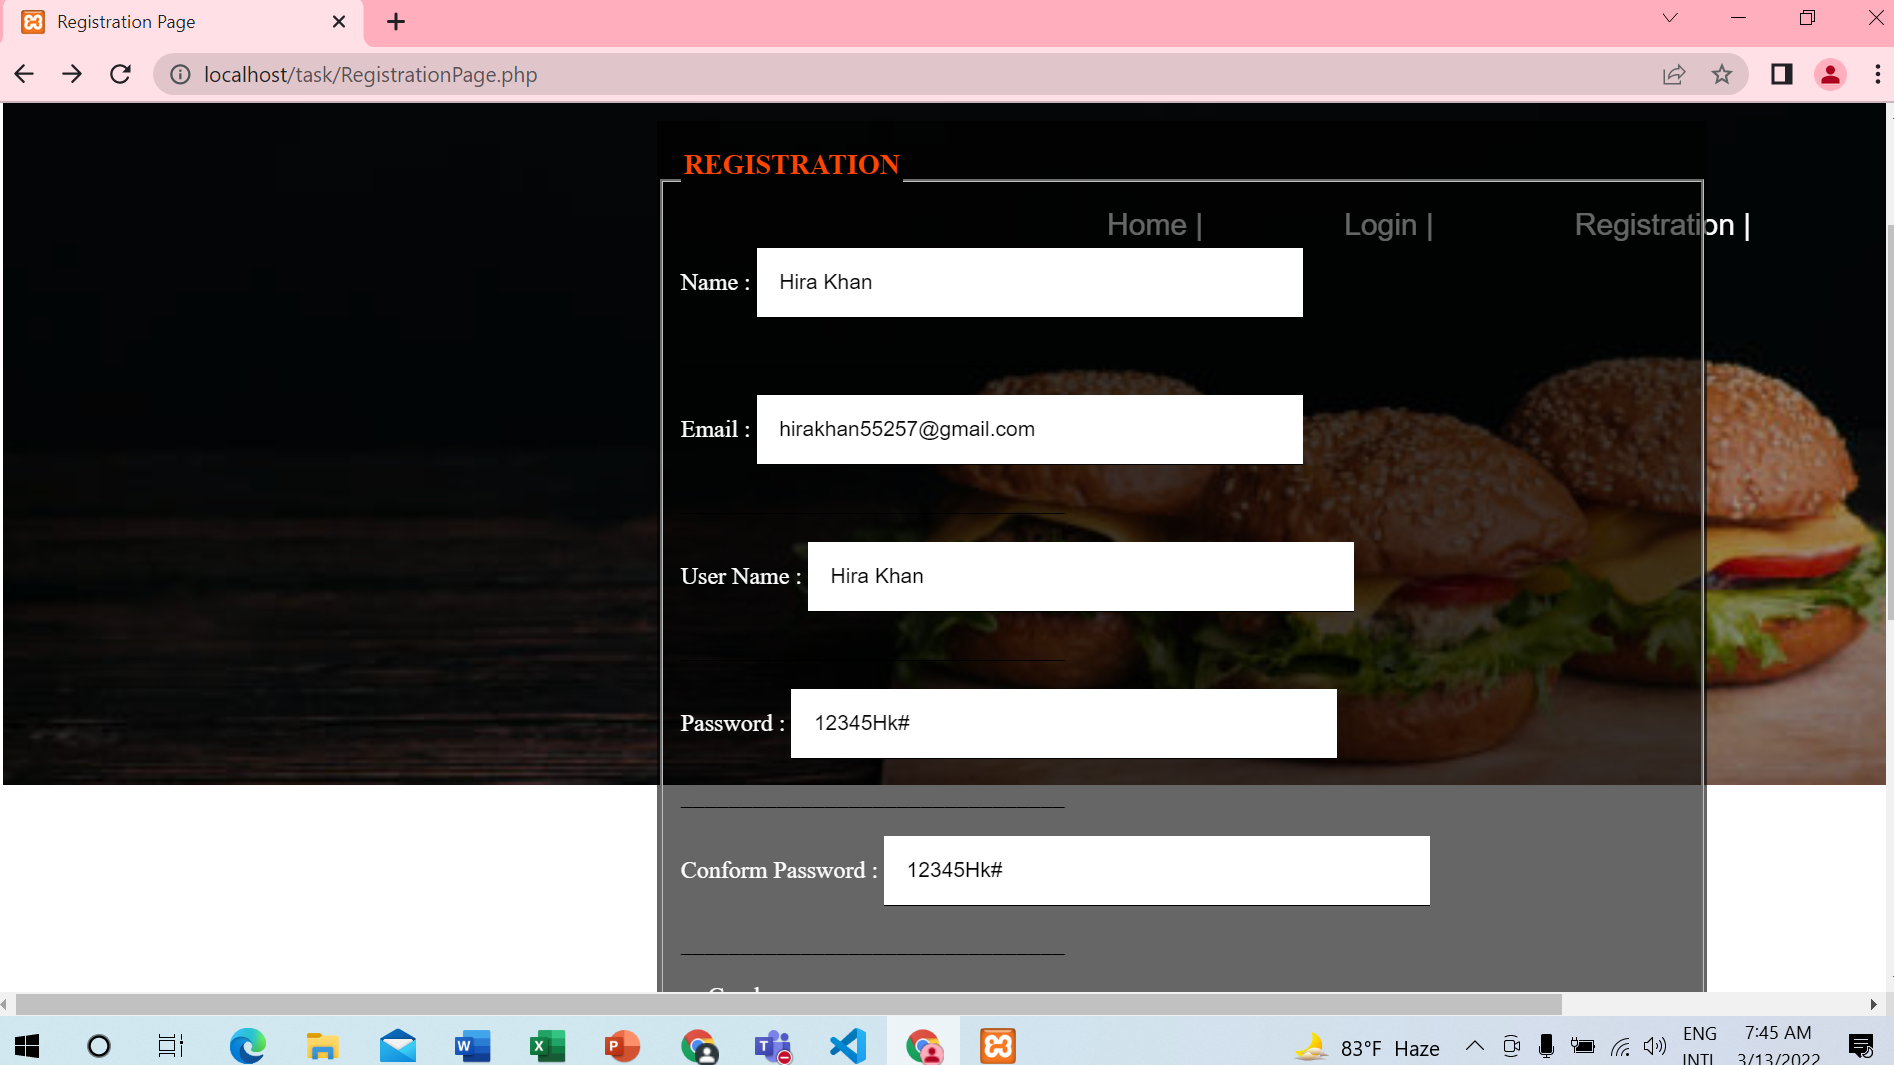 Registration Page
localhost/task/RegistrationPage.php
REGISTRATION
Home | Login | Registration |
Name : Hira Khan
Email : hirakhan55257@gmail.com
User Name : Hira Khan
Password : 12345Hk#
Conform Password : 12345Hk#
83°F Haze
ENG
INTL
7:45 AM
3/13/2022